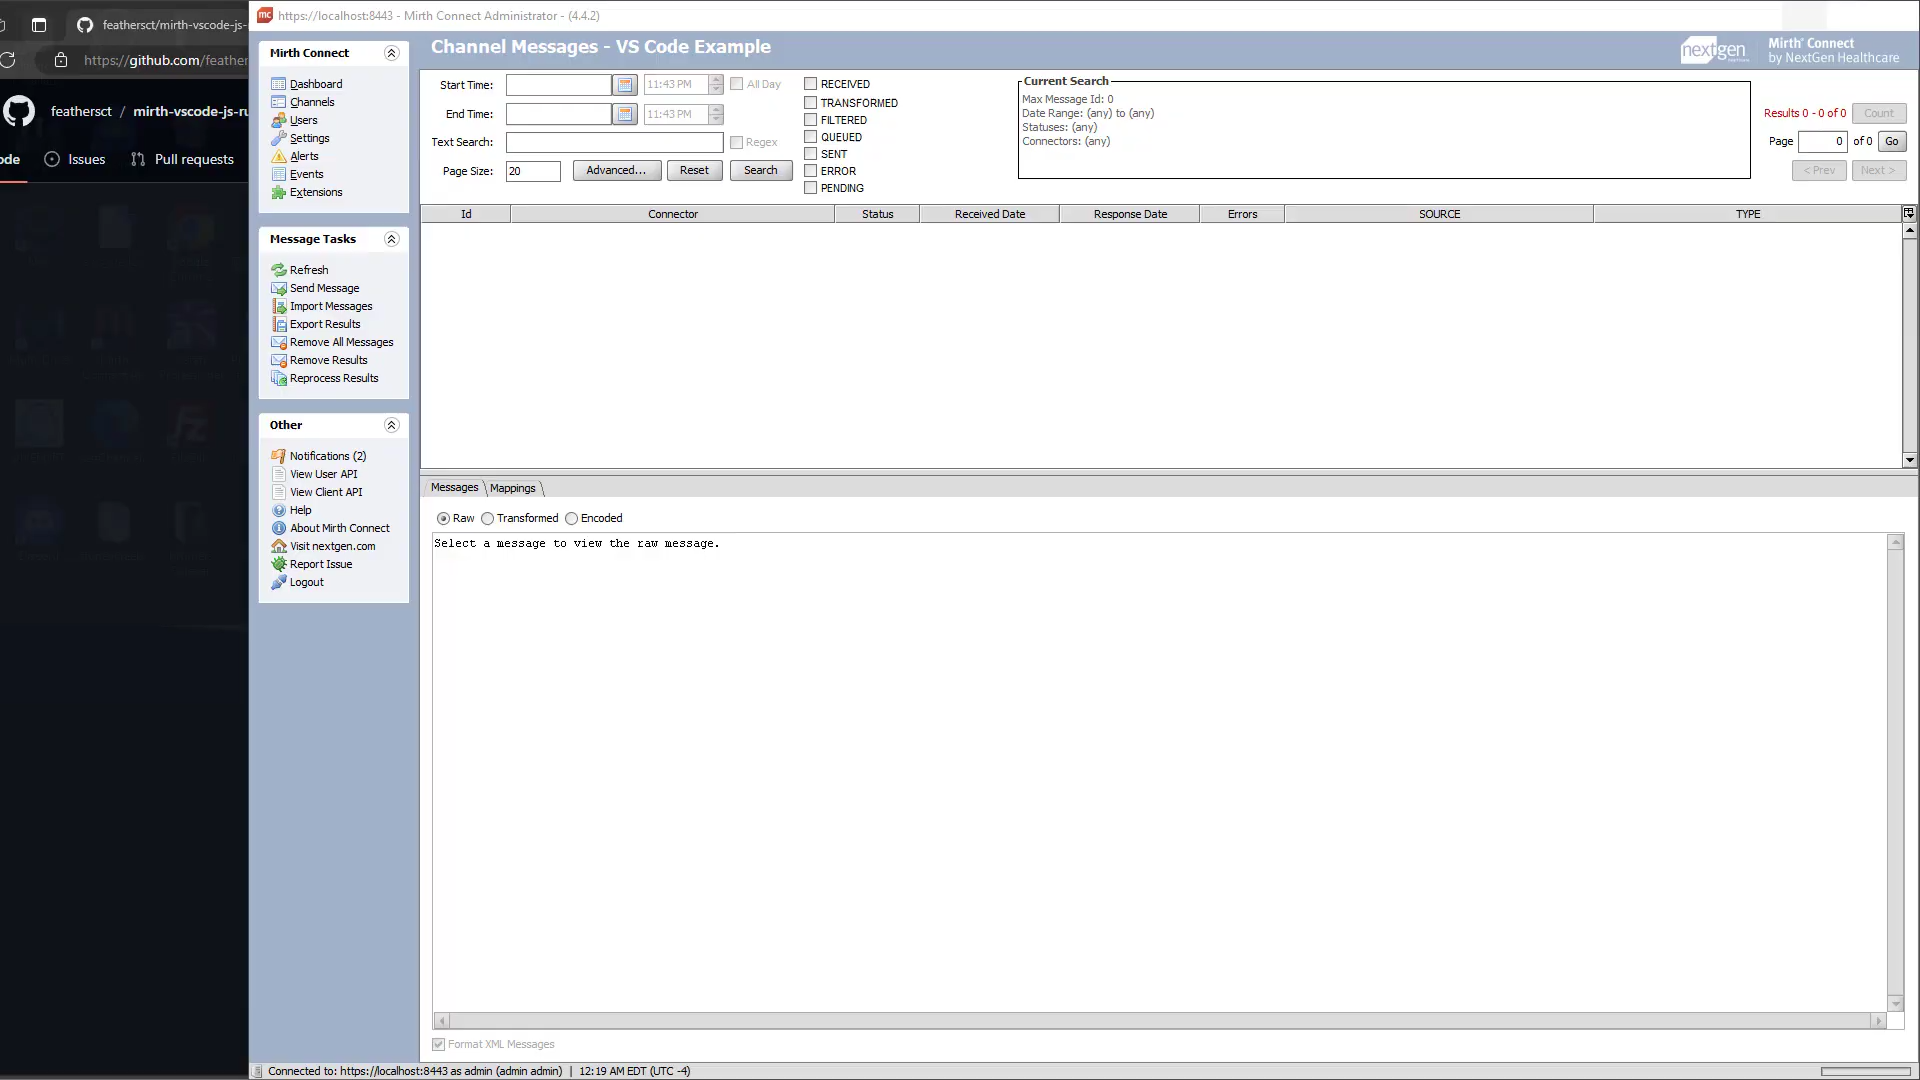 feathersct/mirth-vscode-js-
https://github.com/feather
feathersct / mirth-vscode-js-ru
ode
Issues
Pull requests
mc
https://localhost:8443 - Mirth Connect Administrator - (4.4.2)
Mirth Connect
Dashboard
Channels
Users
Settings
Alerts
Events
Extensions
Message Tasks
Refresh
Send Message
Import Messages
Export Results
Remove All Messages
Remove Results
Reprocess Results
Other
Notifications (2)
View User API
View Client API
Help
About Mirth Connect
Visit nextgen.com
Report Issue
Logout
Channel Messages - VS Code Example
nextgen
Mirth® Connect
by NextGen Healthcare
Start Time: 11:43 PM All Day
End Time: 11:43 PM
Text Search: Regex
Page Size: 20 Advanced... Reset Search
RECEIVED
TRANSFORMED
FILTERED
QUEUED
SENT
ERROR
PENDING
Current Search
Max Message Id: 0
Date Range: (any) to (any)
Statuses: (any)
Connectors: (any)
Results 0 - 0 of 0 Count
Page 0 of 0 Go
< Prev Next >
Id Connector Status Received Date Response Date Errors SOURCE TYPE
Messages Mappings
Raw Transformed Encoded
Select a message to view the raw message.
Format XML Messages
Connected to: https://localhost:8443 as admin (admin admin) | 12:19 AM EDT (UTC -4)